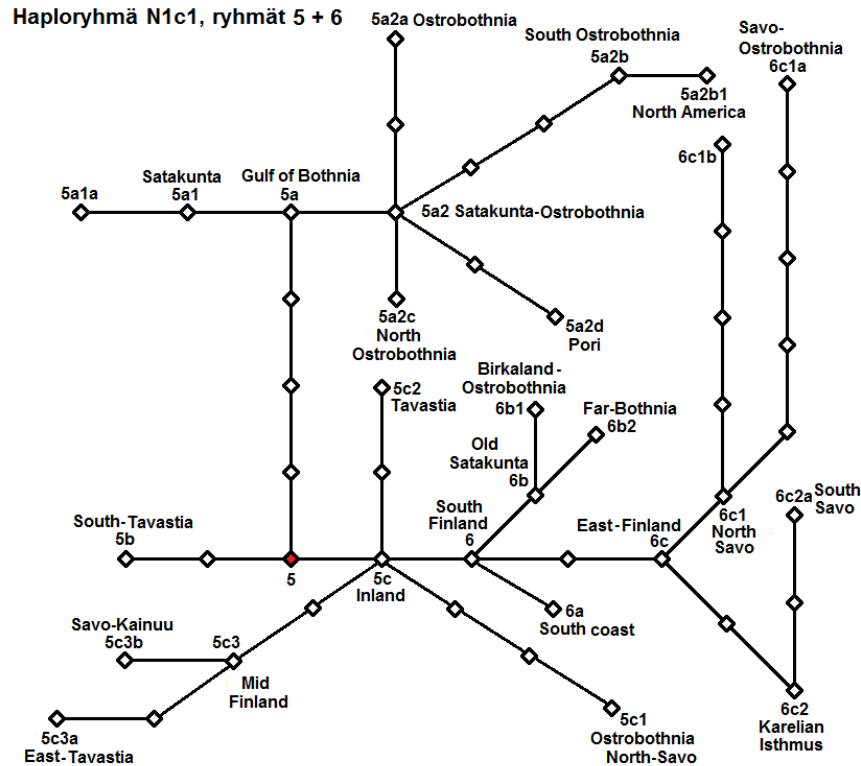 Haploryhmä N1c1, ryhmät 5 + 6
5a2a Ostrobothnia
South Ostrobothnia
5a2b
Savo-
Ostrobothnia
6c1a
5a2b1
North America
6c1b
Satakunta
5a1
Gulf of Bothnia
5a
5a1a
5a2 Satakunta-Ostrobothnia
5a2c
North
Ostrobothnia
5a2d
Pori
Birkaland-
Ostrobothnia
6b1
5c2
Tavastia
Far-Bothnia
6b2
Old
Satakunta
6b
South
Finland
6
East-Finland
6c
6c1
North
Savo
6c2a South
Savo
South-Tavastia
5b
5
5c
Inland
6a
South coast
Savo-Kainuu
5c3b
5c3
Mid
Finland
5c3a
East-Tavastia
5c1
Ostrobothnia
North-Savo
6c2
Karelian
Isthmus